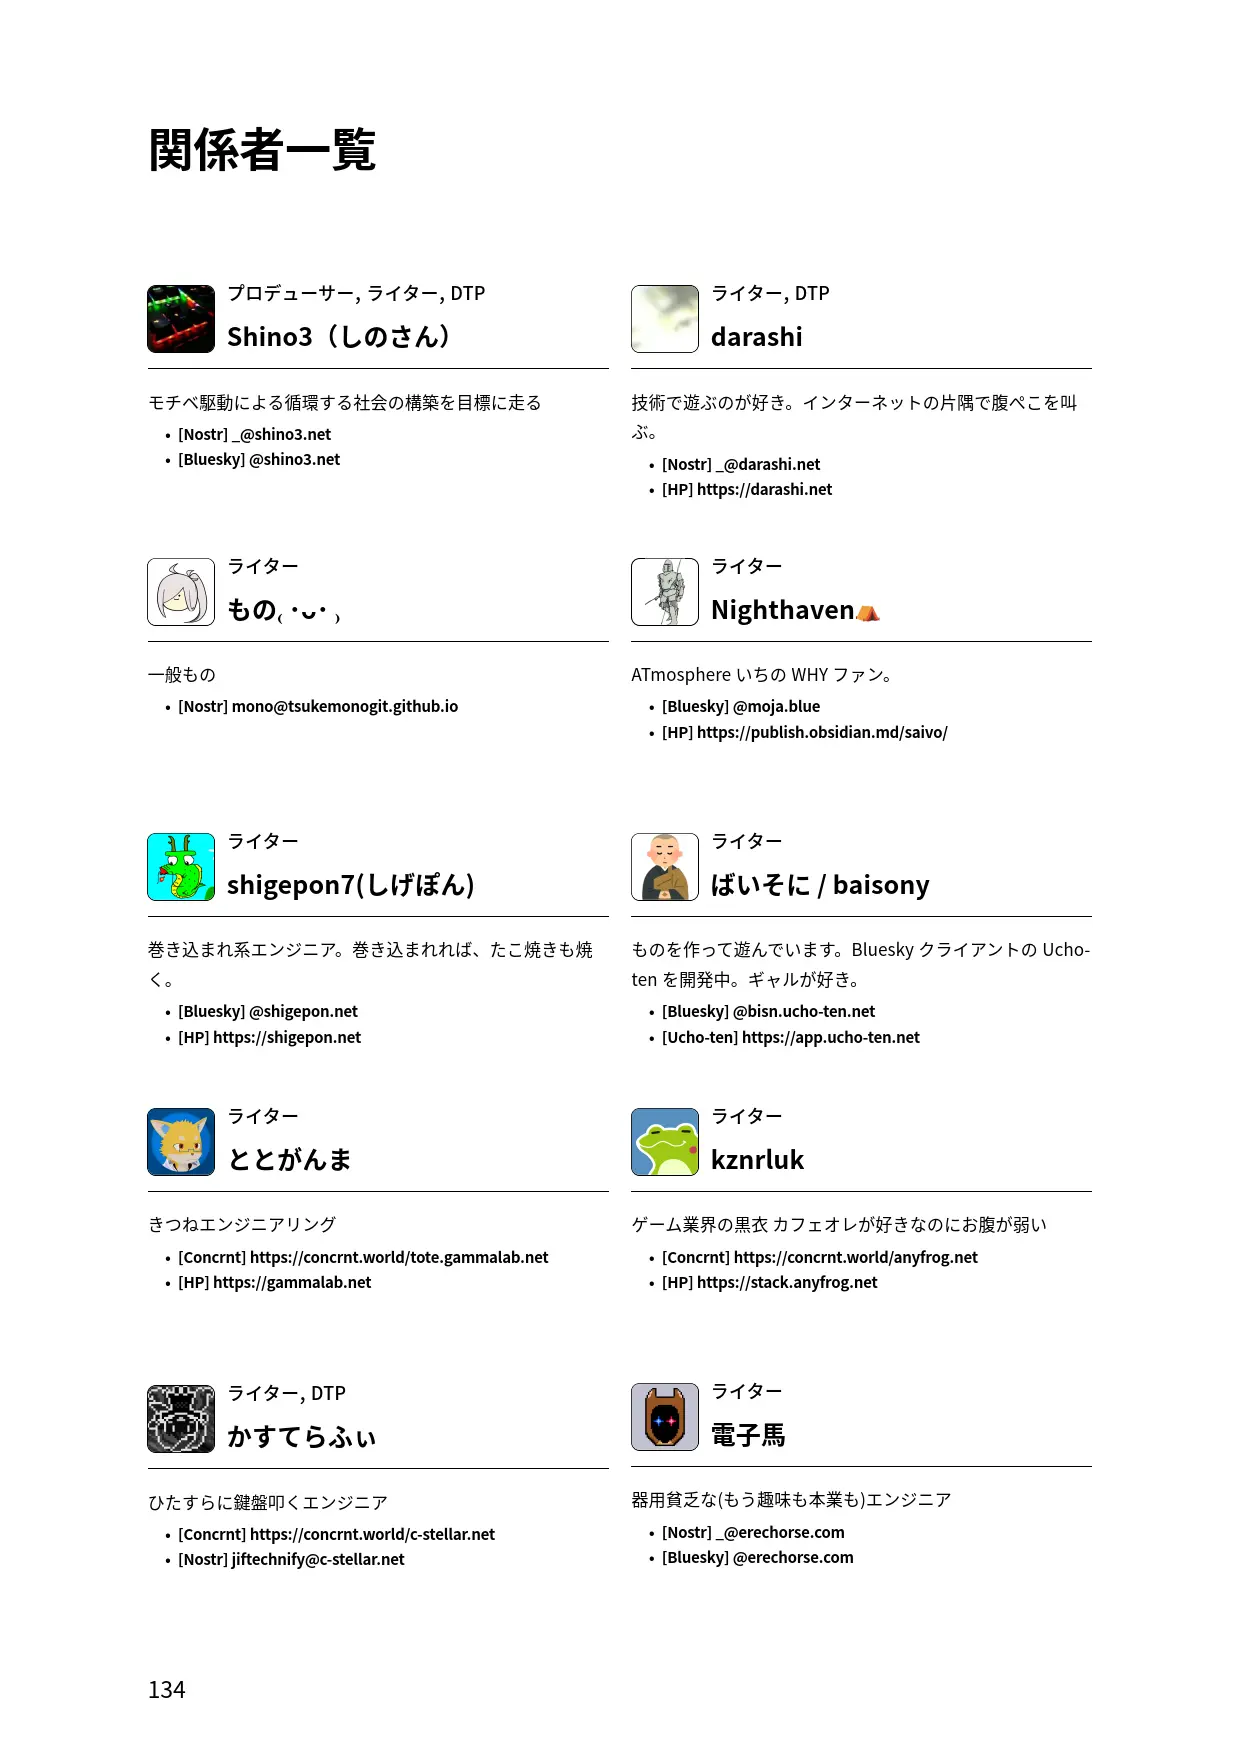 関係者一覧
プロデューサー, ライター, DTP
Shino3（しのさん）
モチベ駆動による循環する社会の構築を目標に走る
• [Nostr] _@shino3.net
• [Bluesky] @shino3.net
ライター, DTP
darashi
技術で遊ぶのが好き。インターネットの片隅で腹ぺこを叫
ぶ。
• [Nostr] _@darashi.net
• [HP] https://darashi.net
ライター
もの₍ ･ᴗ･ ₎
一般もの
• [Nostr] mono@tsukemonogit.github.io
ライター
Nighthaven⛺
ATmosphere いちの WHY ファン。
• [Bluesky] @moja.blue
• [HP] https://publish.obsidian.md/saivo/
ライター
shigepon7(しげぽん)
巻き込まれ系エンジニア。巻き込まれれば、たこ焼きも焼
く。
• [Bluesky] @shigepon.net
• [HP] https://shigepon.net
ライター
ばいそに / baisony
ものを作って遊んでいます。Bluesky クライアントの Ucho-
ten を開発中。ギャルが好き。
• [Bluesky] @bisn.ucho-ten.net
• [Ucho-ten] https://app.ucho-ten.net
ライター
ととがんま
きつねエンジニアリング
• [Concrnt] https://concrnt.world/tote.gammalab.net
• [HP] https://gammalab.net
ライター
kznrluk
ゲーム業界の黒衣 カフェオレが好きなのにお腹が弱い
• [Concrnt] https://concrnt.world/anyfrog.net
• [HP] https://stack.anyfrog.net
ライター, DTP
かすてらふぃ
ひたすらに鍵盤叩くエンジニア
• [Concrnt] https://concrnt.world/c-stellar.net
• [Nostr] jiftechnify@c-stellar.net
ライター
電子馬
器用貧乏な(もう趣味も本業も)エンジニア
• [Nostr] _@erechorse.com
• [Bluesky] @erechorse.com
134